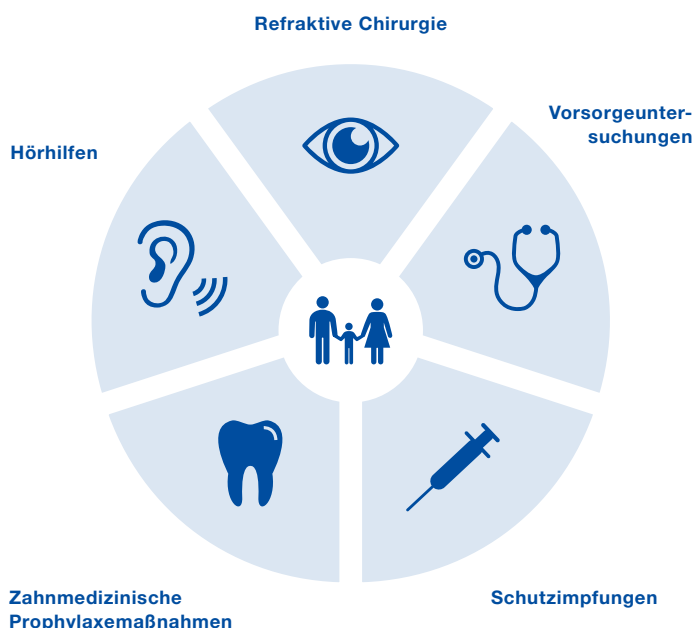 Refraktive Chirurgie
Vorsorgeunter-
suchungen
Hörhilfen
Zahnmedizinische
Prophylaxemaßnahmen
Schutzimpfungen